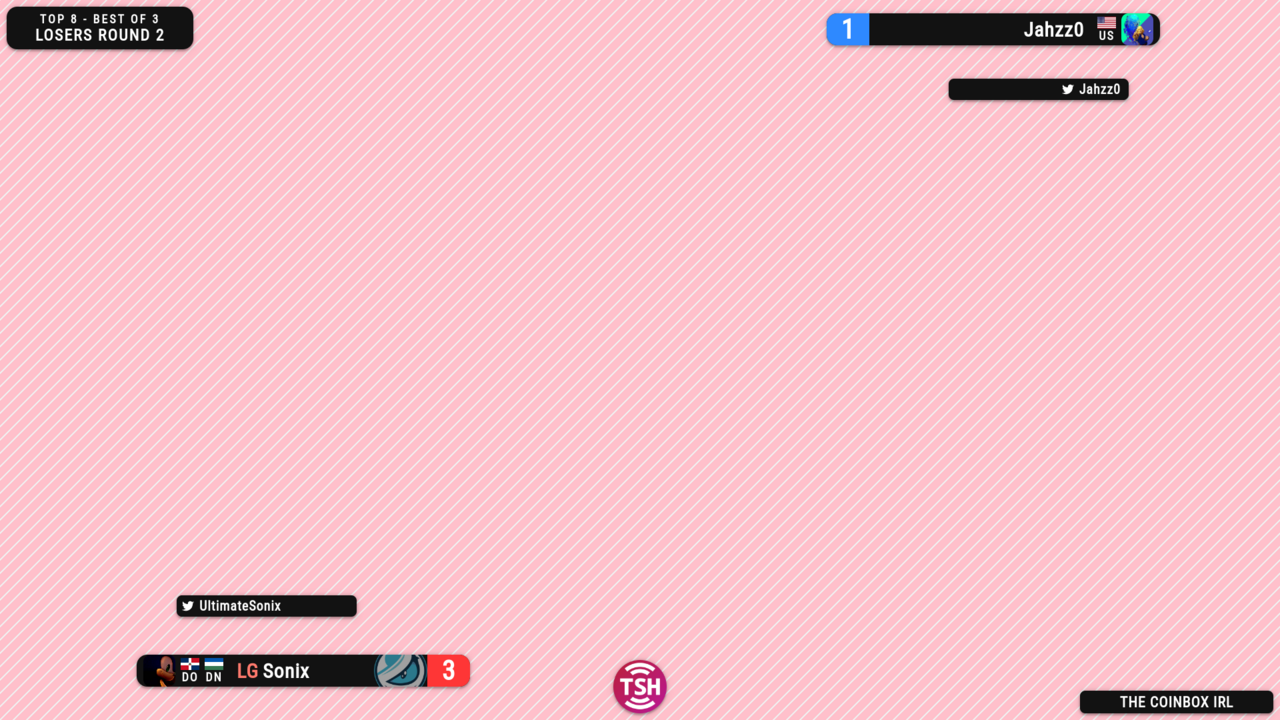 TOP 8 - BEST OF 3
LOSERS ROUND 2
1
Jahzz0
US
Jahzz0
UltimateSonix
DO DN
LG Sonix
3
TSH
THE COINBOX IRL